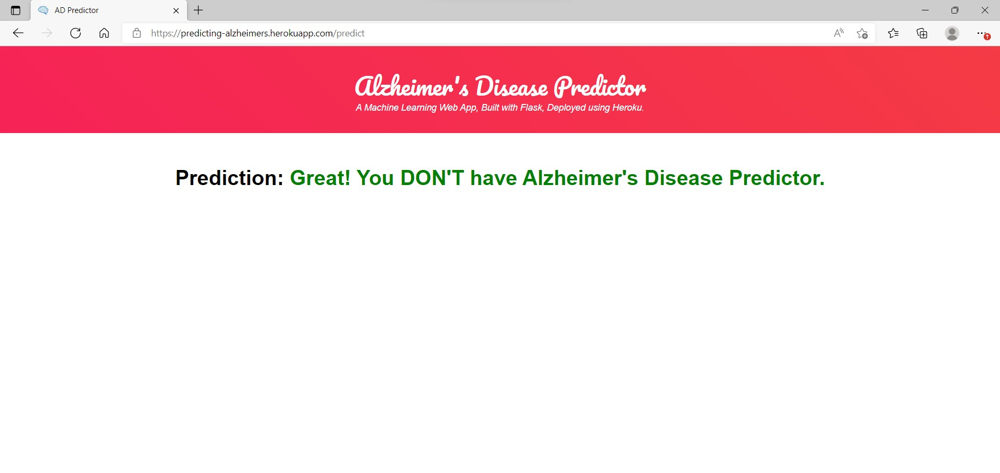 AD Predictor
https://predicting-alzheimers.herokuapp.com/predict
Alzheimer's Disease Predictor
A Machine Learning Web App, Built with Flask, Deployed using Heroku.
Prediction: Great! You DON'T have Alzheimer's Disease Predictor.